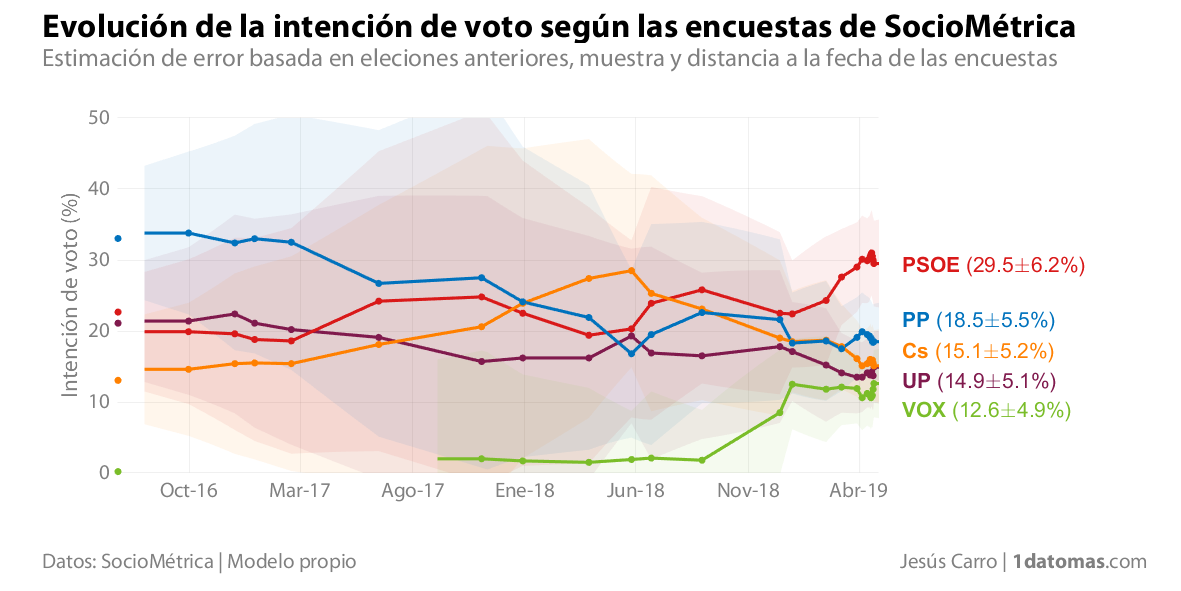 Evolución de la intención de voto según las encuestas de SocioMétrica
Estimación de error basada en eleciones anteriores, muestra y distancia a la fecha de las encuestas
Intención de voto (%)
50
40
30
20
10
0
Oct-16
Mar-17
Ago-17
Ene-18
Jun-18
Nov-18
Abr-19
PSOE (29.5±6.2%)
PP (18.5±5.5%)
Cs (15.1±5.2%)
UP (14.9±5.1%)
VOX (12.6±4.9%)
Datos: SocioMétrica | Modelo propio
Jesús Carro | 1datomas.com